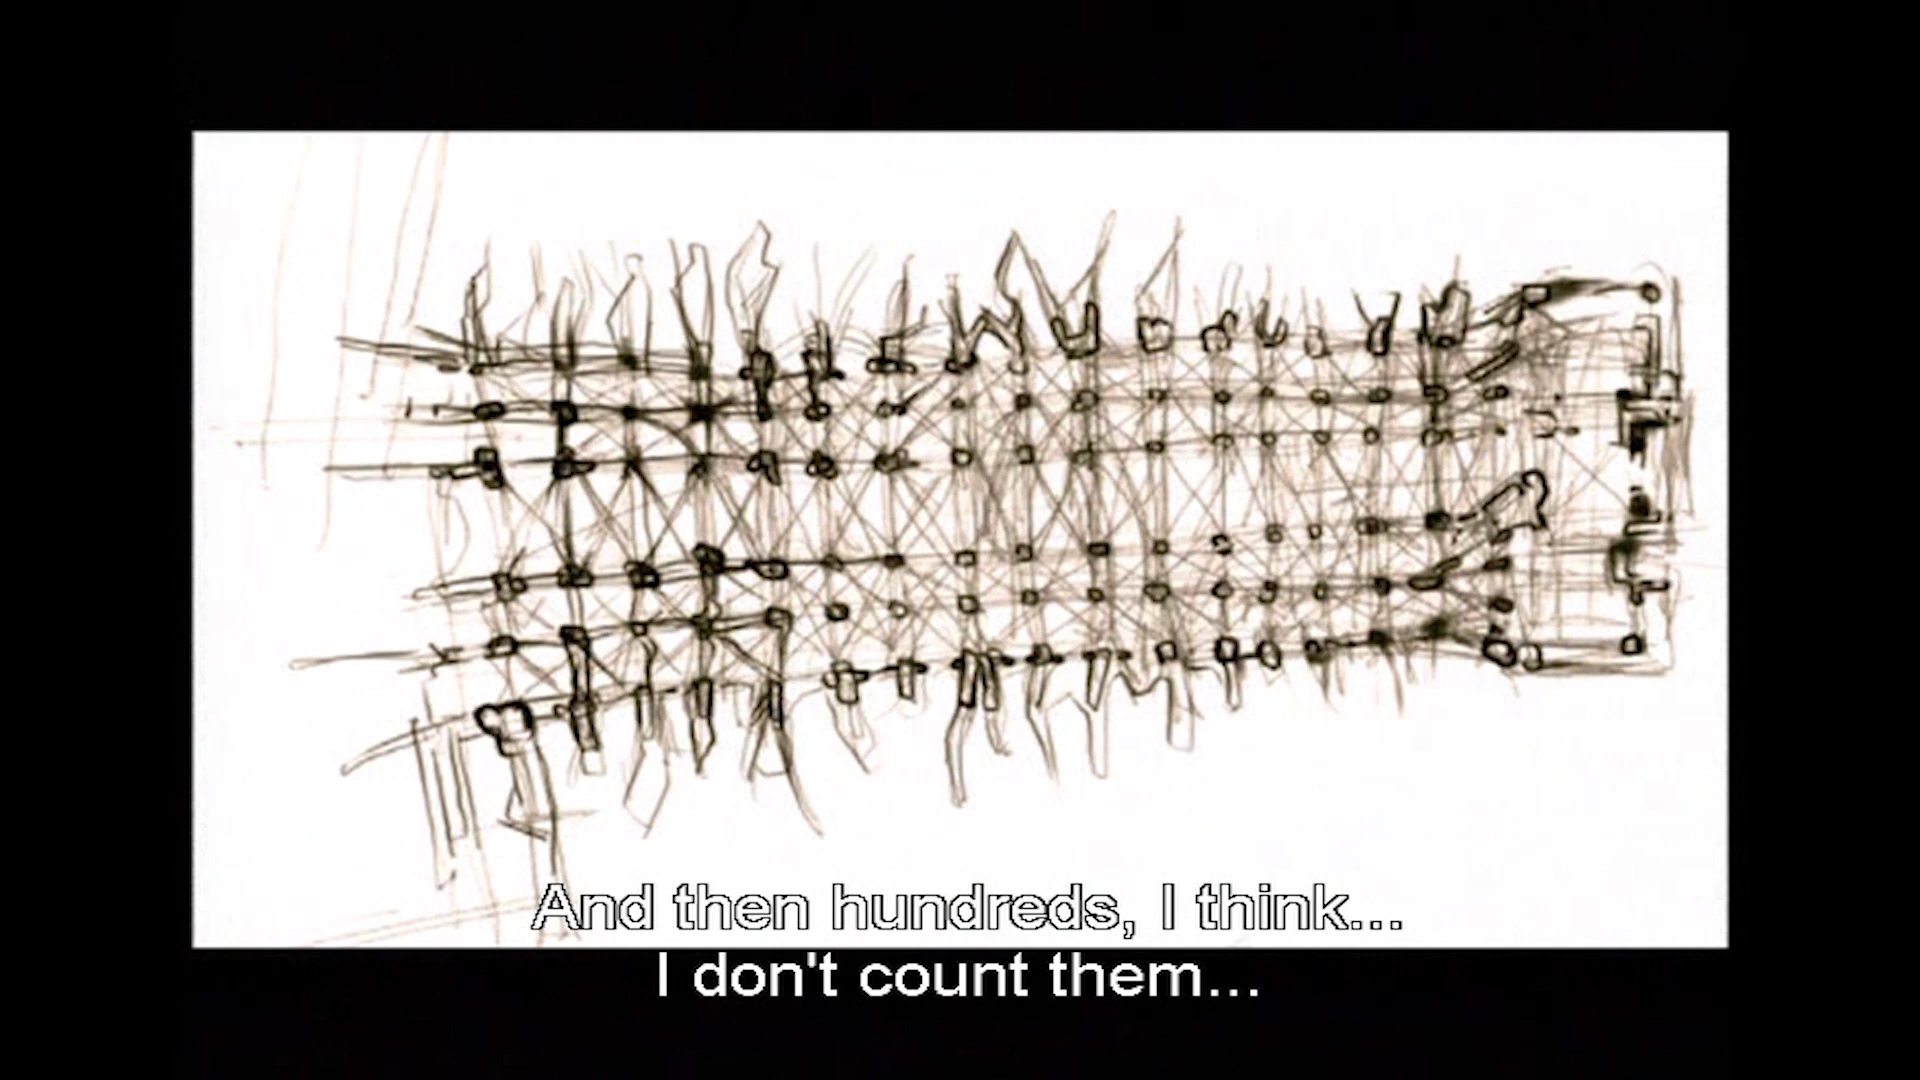 And then hundreds, I think...
I don't count them...